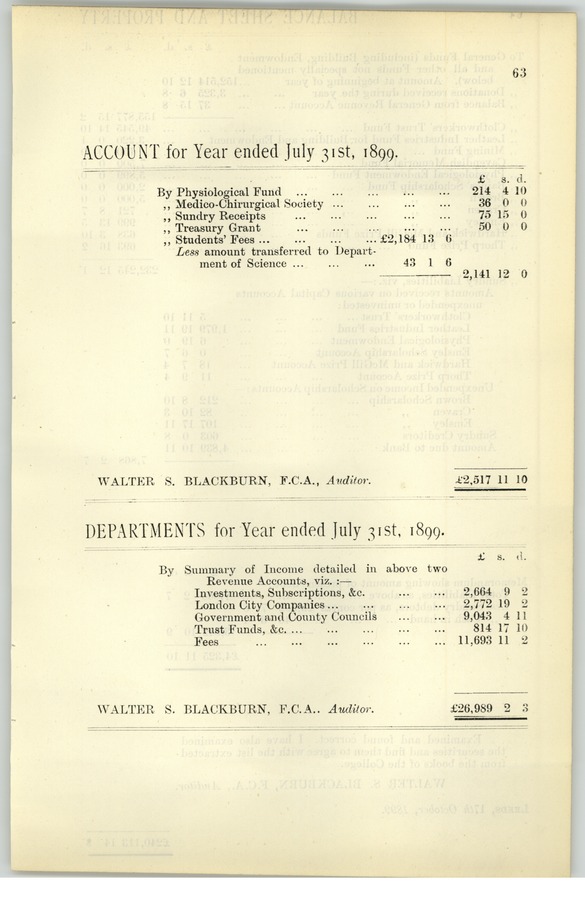 63
ACCOUNT for Year ended July 31st, 1899.
£ s. d.
By Physiological Fund ... ... ... ... ... 214 4 10
,, Medico-Chirurgical Society ... ... ... ... 36 0 0
,, Sundry Receipts ... ... ... ... ... 75 15 0
,, Treasury Grant ... ... ... ... ... 50 0 0
,, Students' Fees ... ... ... ... ... £2,184 13 6
Less amount transferred to Depart-
ment of Science ... ... ... 43 1 6
2,141 12 0
WALTER S. BLACKBURN, F.C.A., Auditor. £2,517 11 10
DEPARTMENTS for Year ended July 31st, 1899.
£ s. d.
By Summary of Income detailed in above two
Revenue Accounts, viz. :—
Investments, Subscriptions, &c. ... ... 2,664 9 2
London City Companies ... ... ... ... 2,772 19 2
Government and County Councils ... ... 9,043 4 11
Trust Funds, &c. ... ... ... ... ... 814 17 10
Fees ... ... ... ... ... ... 11,693 11 2
WALTER S. BLACKBURN, F.C.A.. Auditor. £26,989 2 3